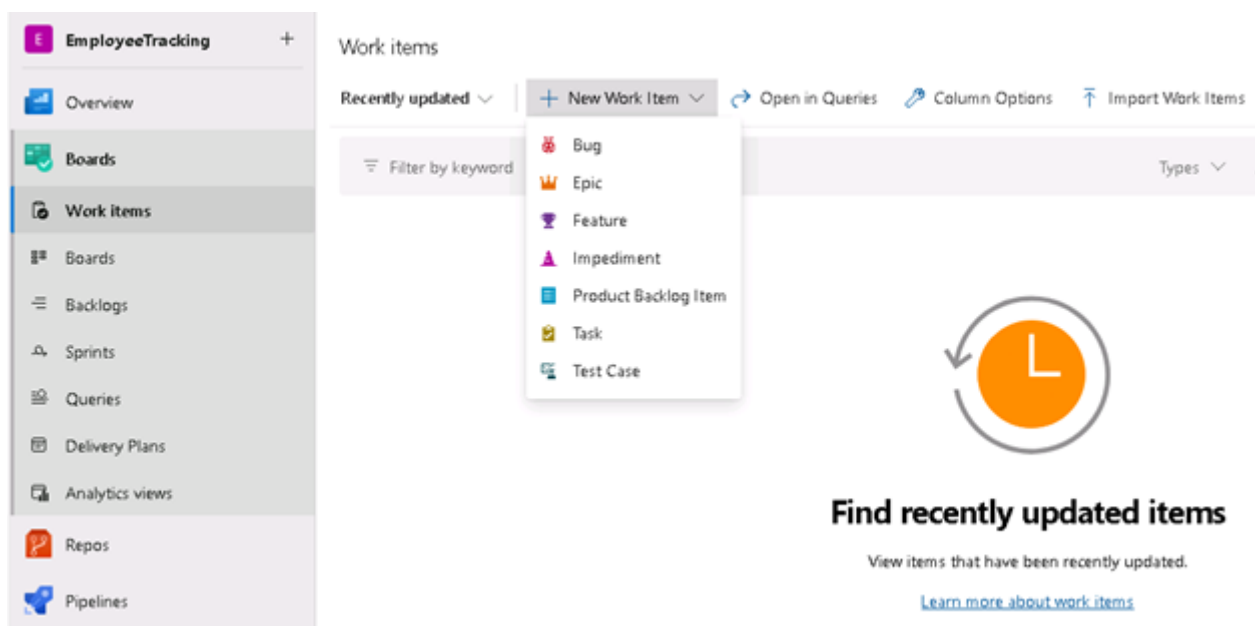 E EmployeeTracking +
Overview
Boards
Work items
Boards
Backlogs
Sprints
Queries
Delivery Plans
Analytics views
Repos
Pipelines
Work items
Recently updated + New Work Item Open in Queries Column Options Import Work Items
Filter by keyword Types
Bug
Epic
Feature
Impediment
Product Backlog Item
Task
Test Case
Find recently updated items
View items that have been recently updated.
Learn more about work items